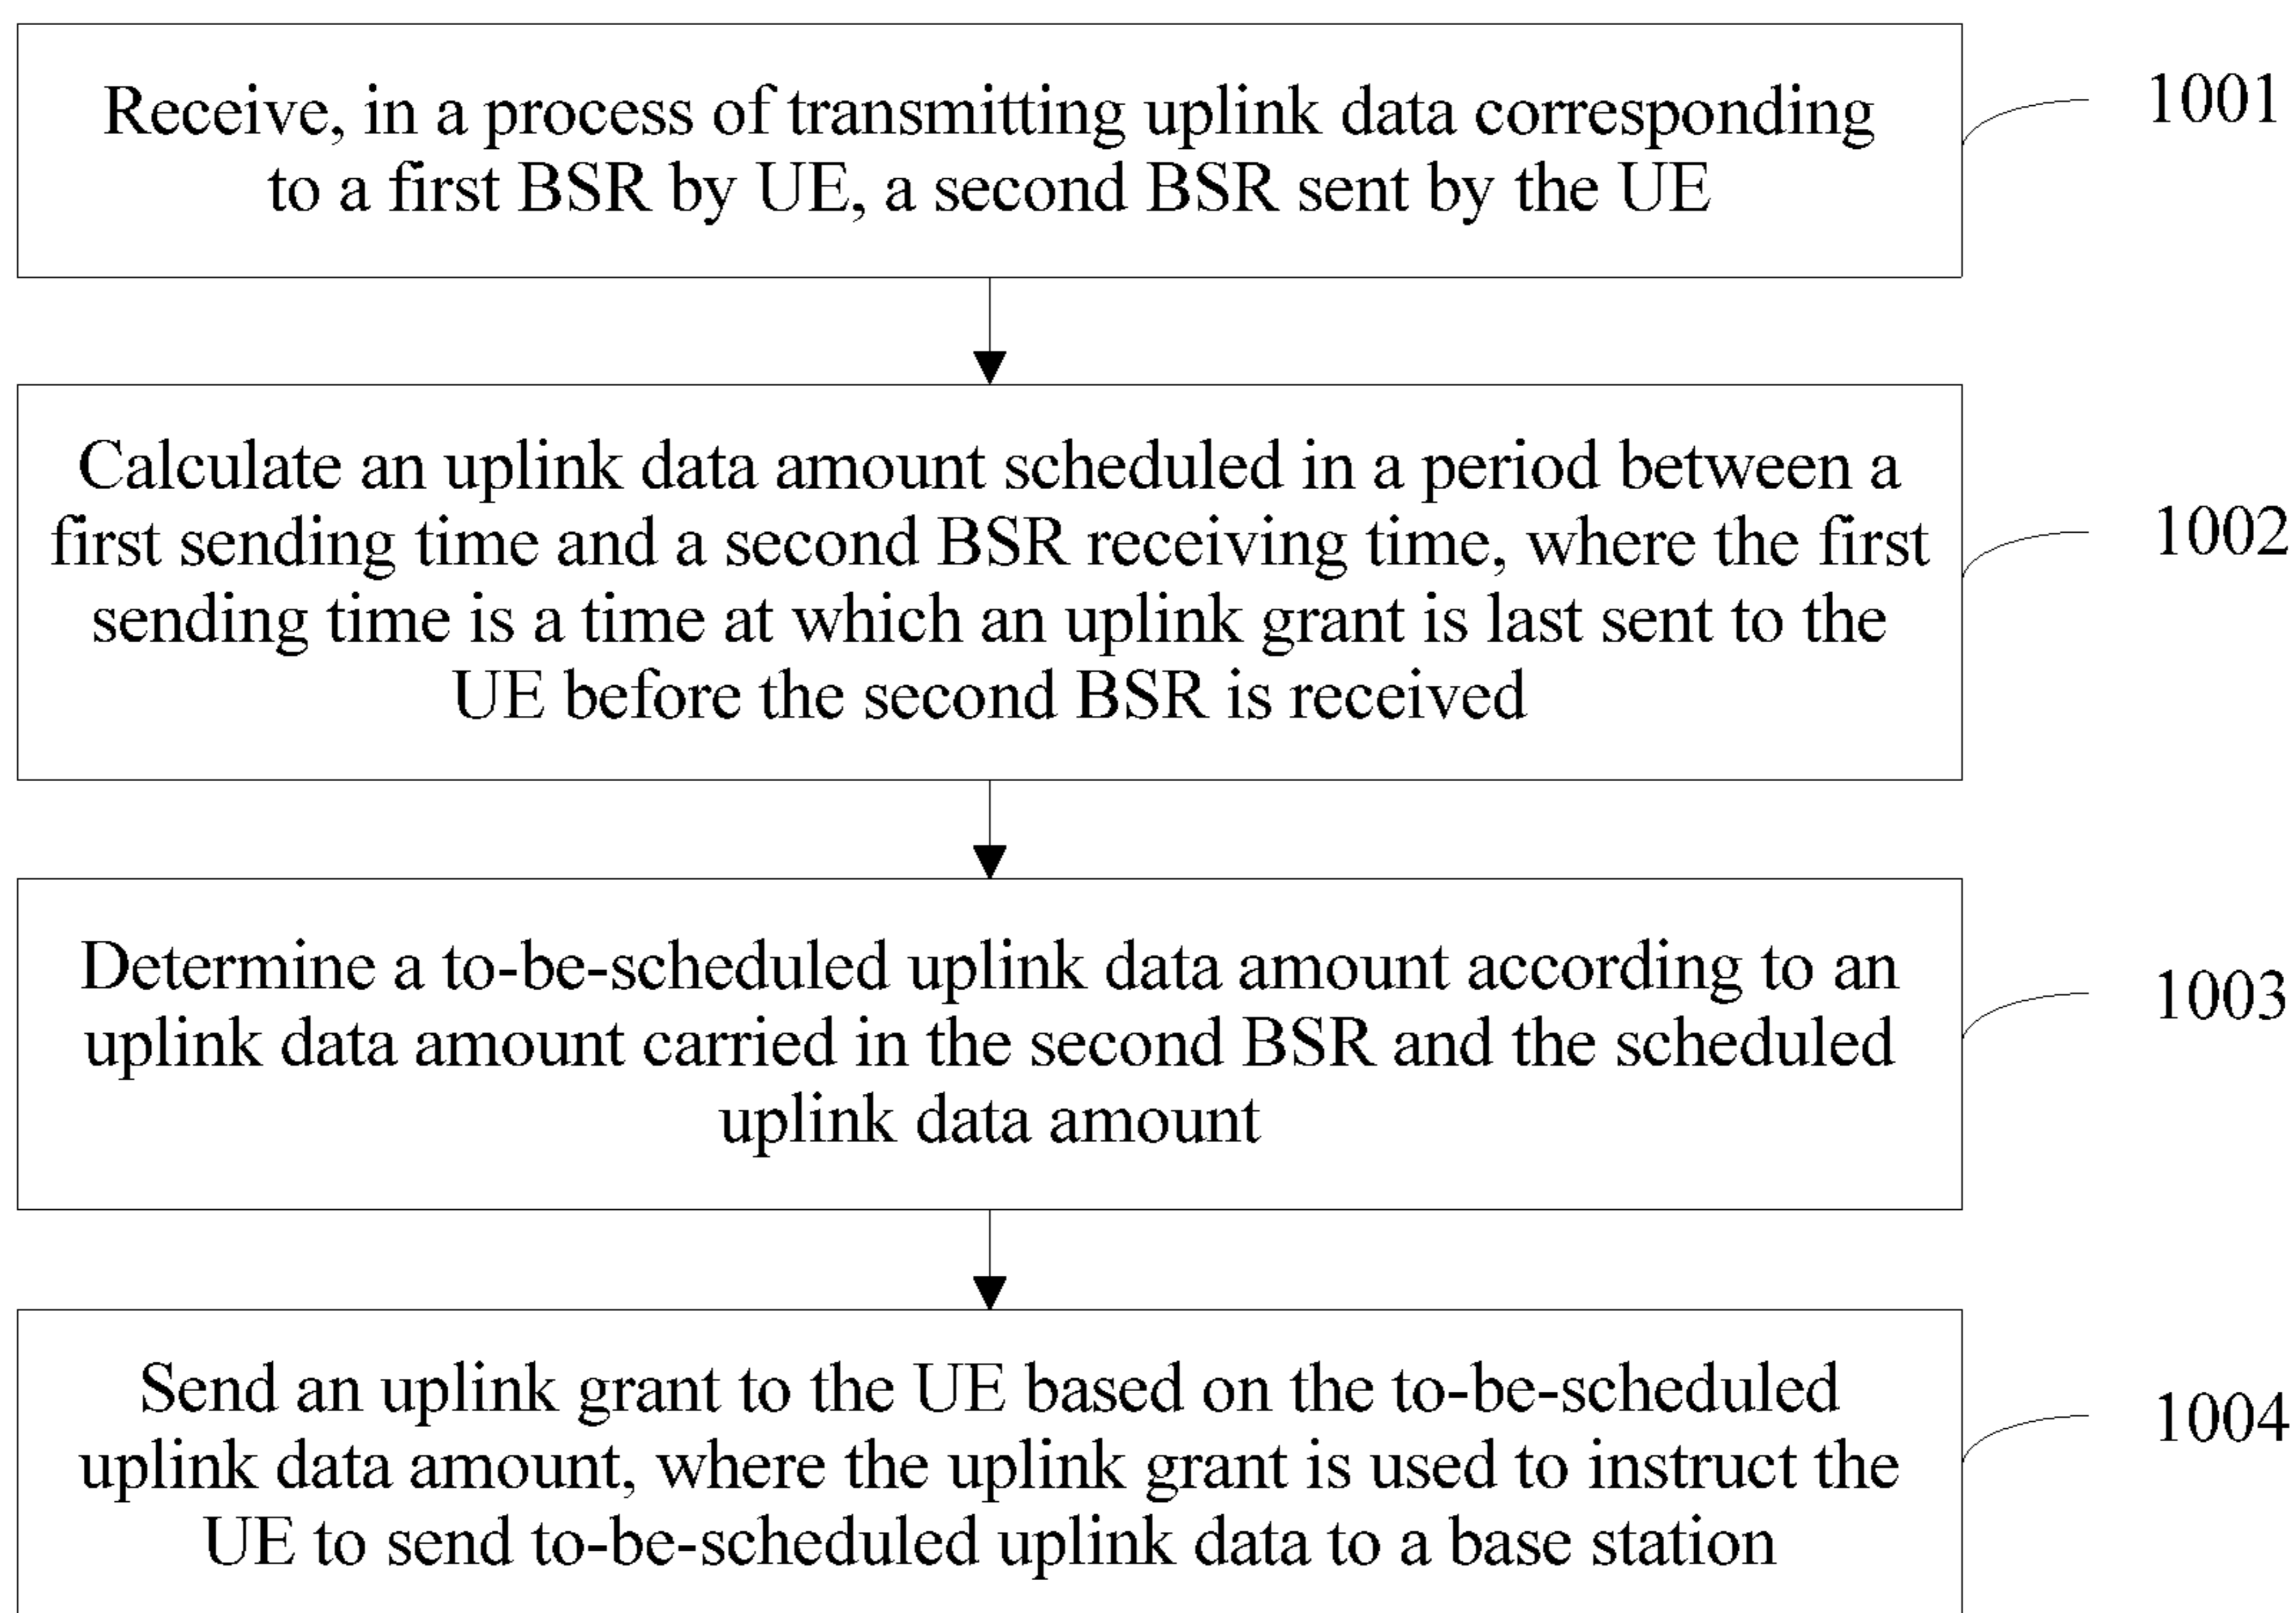 Receive, in a process of transmitting uplink data corresponding
to a first BSR by UE, a second BSR sent by the UE
1001
Calculate an uplink data amount scheduled in a period between a
first sending time and a second BSR receiving time, where the first
sending time is a time at which an uplink grant is last sent to the
UE before the second BSR is received
1002
Determine a to-be-scheduled uplink data amount according to an
uplink data amount carried in the second BSR and the scheduled
uplink data amount
1003
Send an uplink grant to the UE based on the to-be-scheduled
uplink data amount, where the uplink grant is used to instruct the
UE to send to-be-scheduled uplink data to a base station
1004